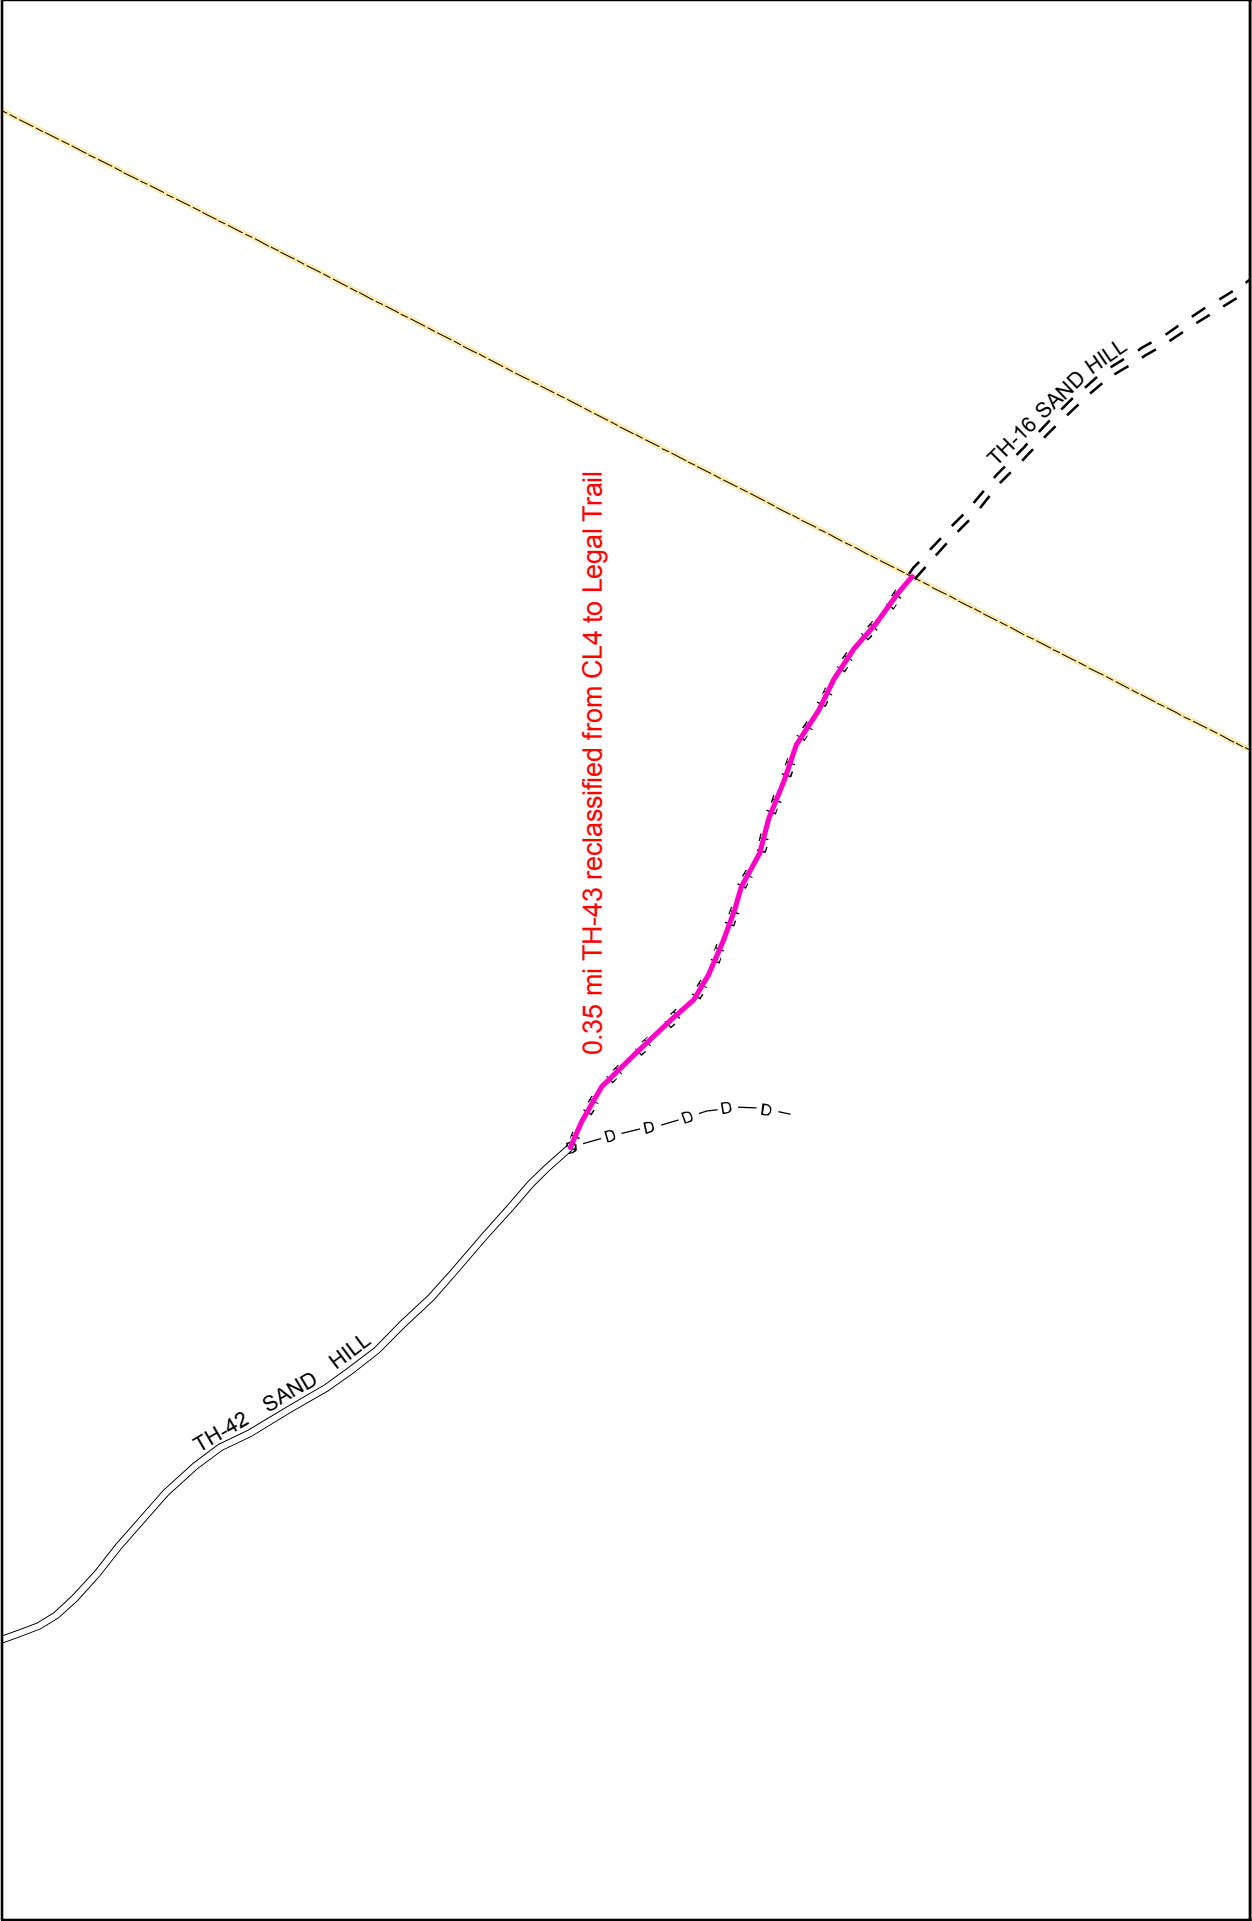 TH-16 SAND HILL
0.35 mi TH-43 reclassified from CL4 to Legal Trail
D D D D D
TH-42 SAND HILL